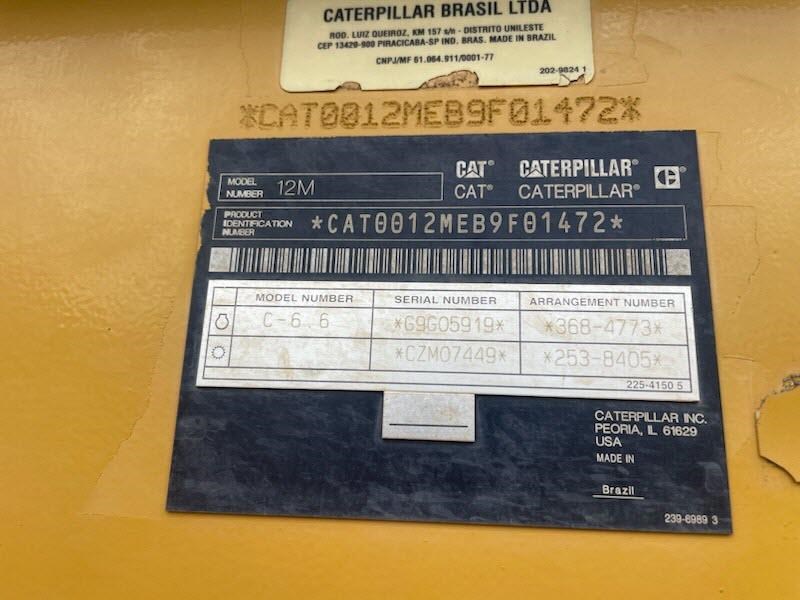 CATERPILLAR BRASIL LTDA
ROD. LUIZ QUEIROZ, KM 157 s/n - DISTRITO UNILESTE
CEP 13420-900 PIRACICABA-SP IND. BRAS. MADE IN BRAZIL
CNPJ/MF 61.064.911/0001-77
202-9824 1
*CAT0012MEB9F01472*
CAT® CATERPILLAR®
MODEL NUMBER 12M
CAT® CATERPILLAR®
PRODUCT IDENTIFICATION NUMBER *CAT0012MEB9F01472*
MODEL NUMBER SERIAL NUMBER ARRANGEMENT NUMBER
C-6.6 *G9G05919* *368-4773*
*CZM07449* *253-8405*
225-4150 5
CATERPILLAR INC.
PEORIA, IL 61629
USA
MADE IN
Brazil
239-6989 3